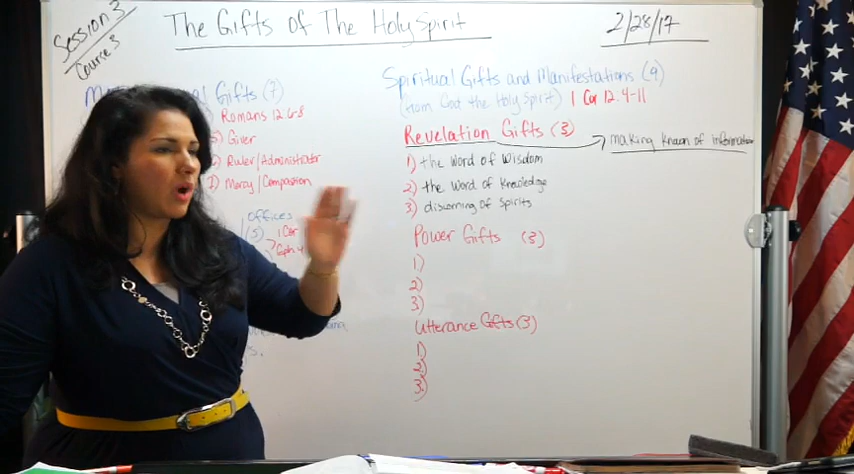 Session 3
Course 3
The Gifts of The Holy Spirit
2/28/17
Gifts (7)
Romans 12:6-8
5) Giver
6) Ruler/Administrator
7) Mercy/Compassion
Offices
(5)
1 Cor
Eph. 4
Spiritual Gifts and Manifestations (9)
(from God the Holy Spirit) 1 Cor 12:4-11
Revelation Gifts (3) making known of information
1) the word of Wisdom
2) the Word of Knowledge
3) discerning of Spirits
Power Gifts (3)
1)
2)
3)
Utterance Gifts (3)
1)
2)
3)